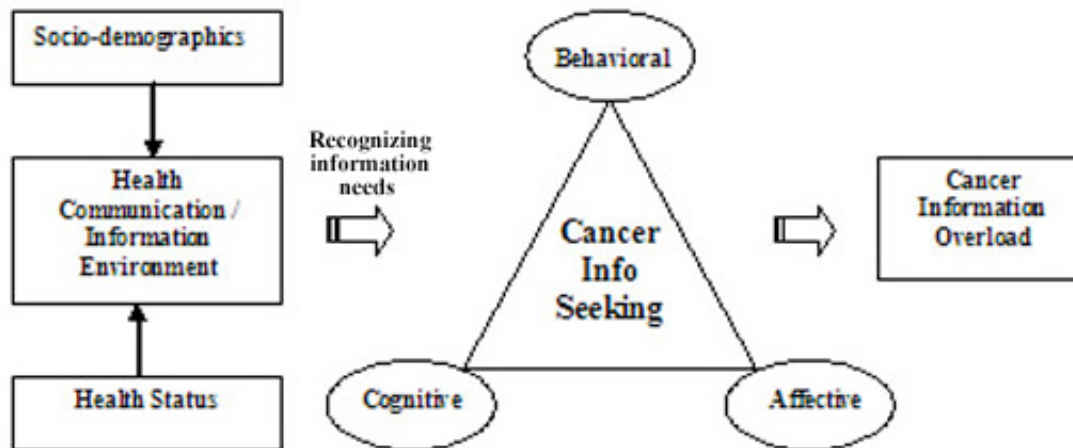 Socio-demographics
Health
Communication /
Information
Environment
Health Status
Recognizing
information
needs
Behavioral
Cancer
Info
Seeking
Cognitive
Affective
Cancer
Information
Overload